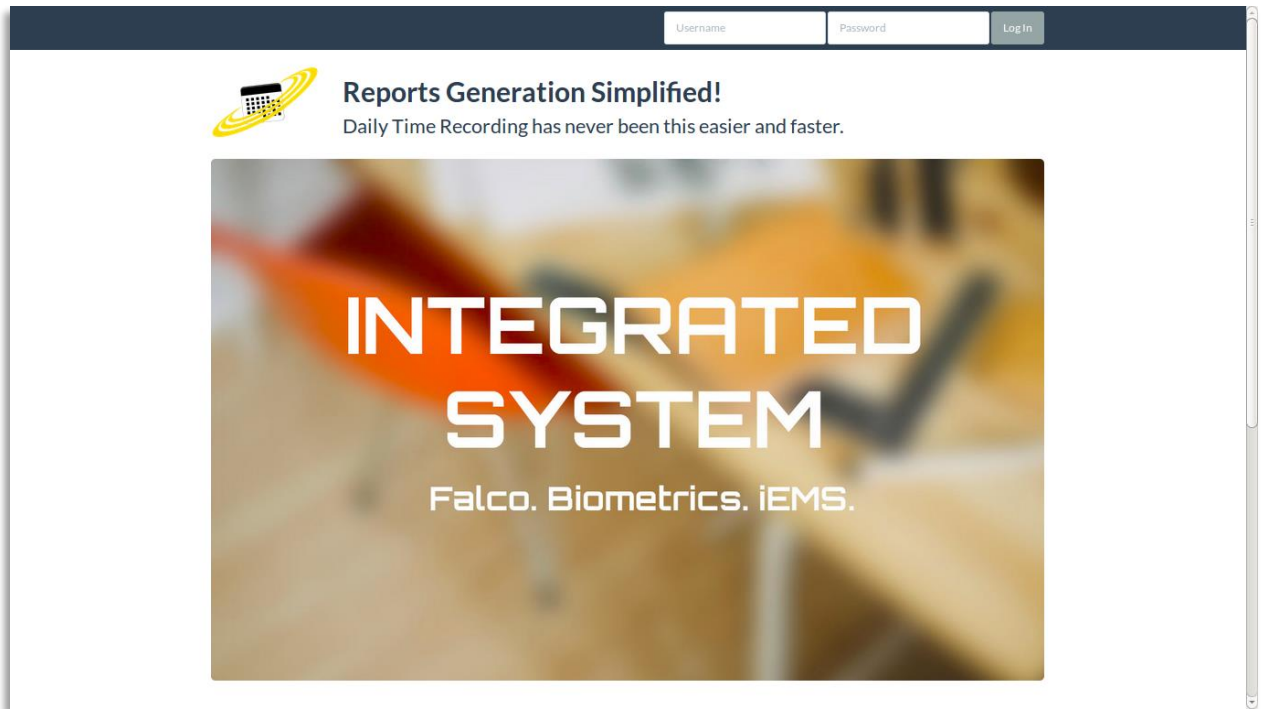 Username Password Log In
Reports Generation Simplified!
Daily Time Recording has never been this easier and faster.
INTEGRATED
SYSTEM
Falco. Biometrics. iEMS.